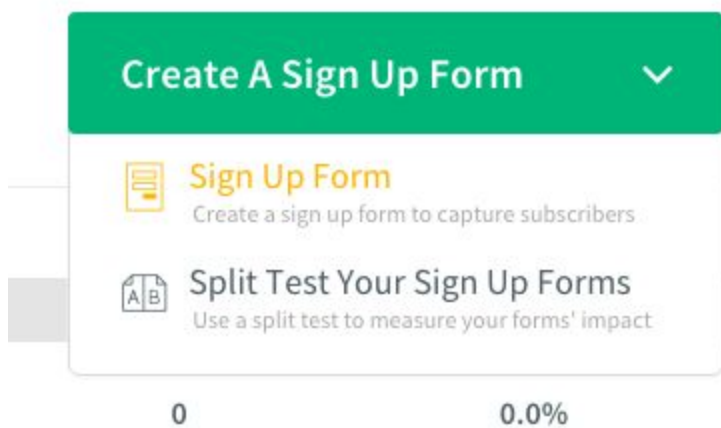 Create A Sign Up Form
Sign Up Form
Create a sign up form to capture subscribers
A B
Split Test Your Sign Up Forms
Use a split test to measure your forms' impact
0 0.0%